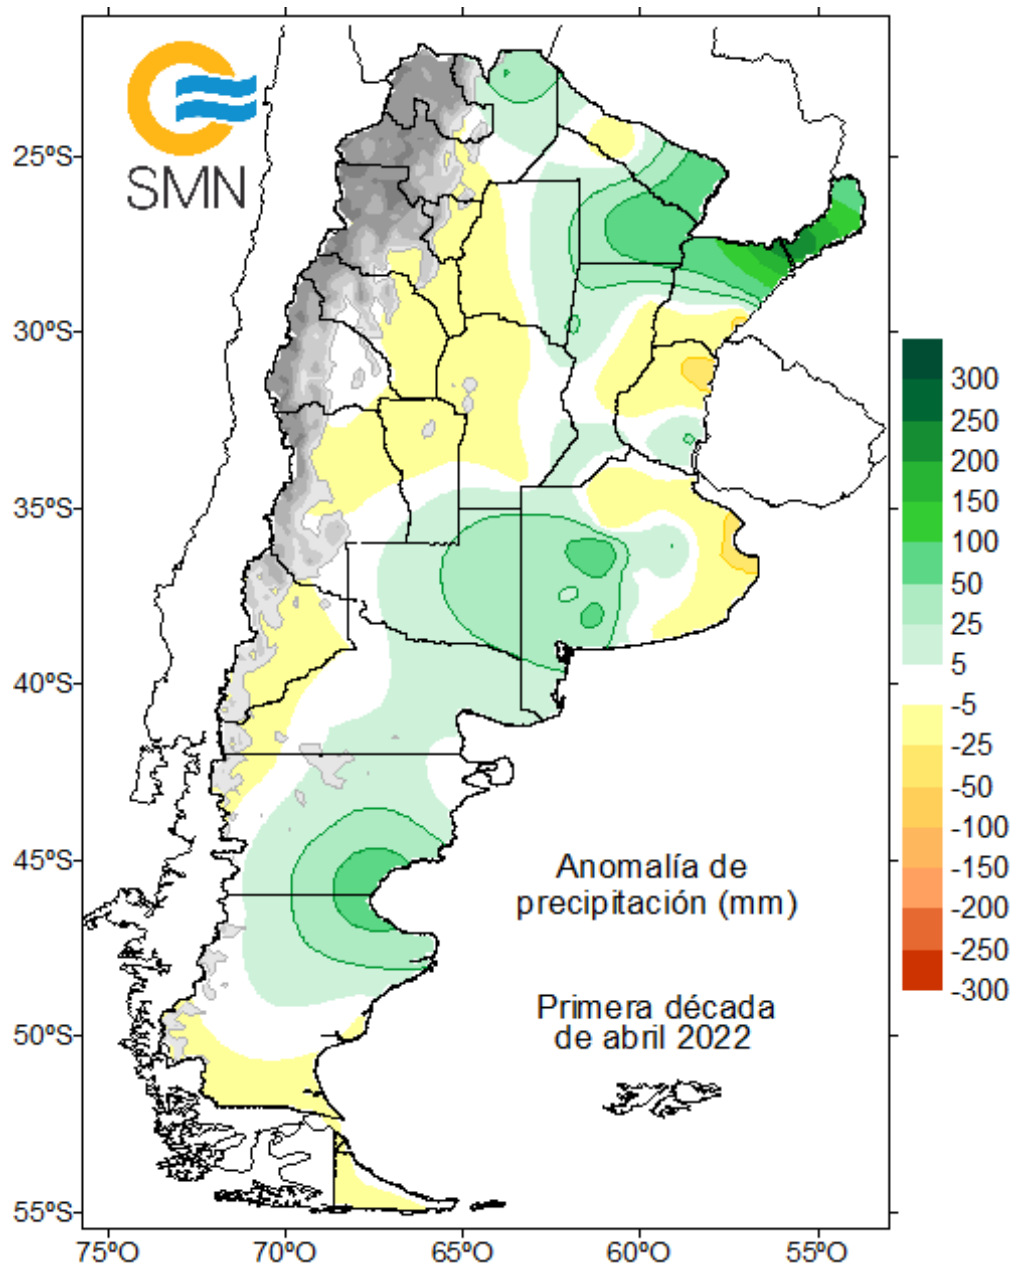 SMN
25ºS
30ºS
35ºS
40ºS
45ºS
50ºS
55ºS
75ºO
70ºO
65ºO
60ºO
55ºO
300
250
200
150
100
50
25
5
-5
-25
-50
-100
-150
-200
-250
-300
Anomalía de
precipitación (mm)
Primera década
de abril 2022